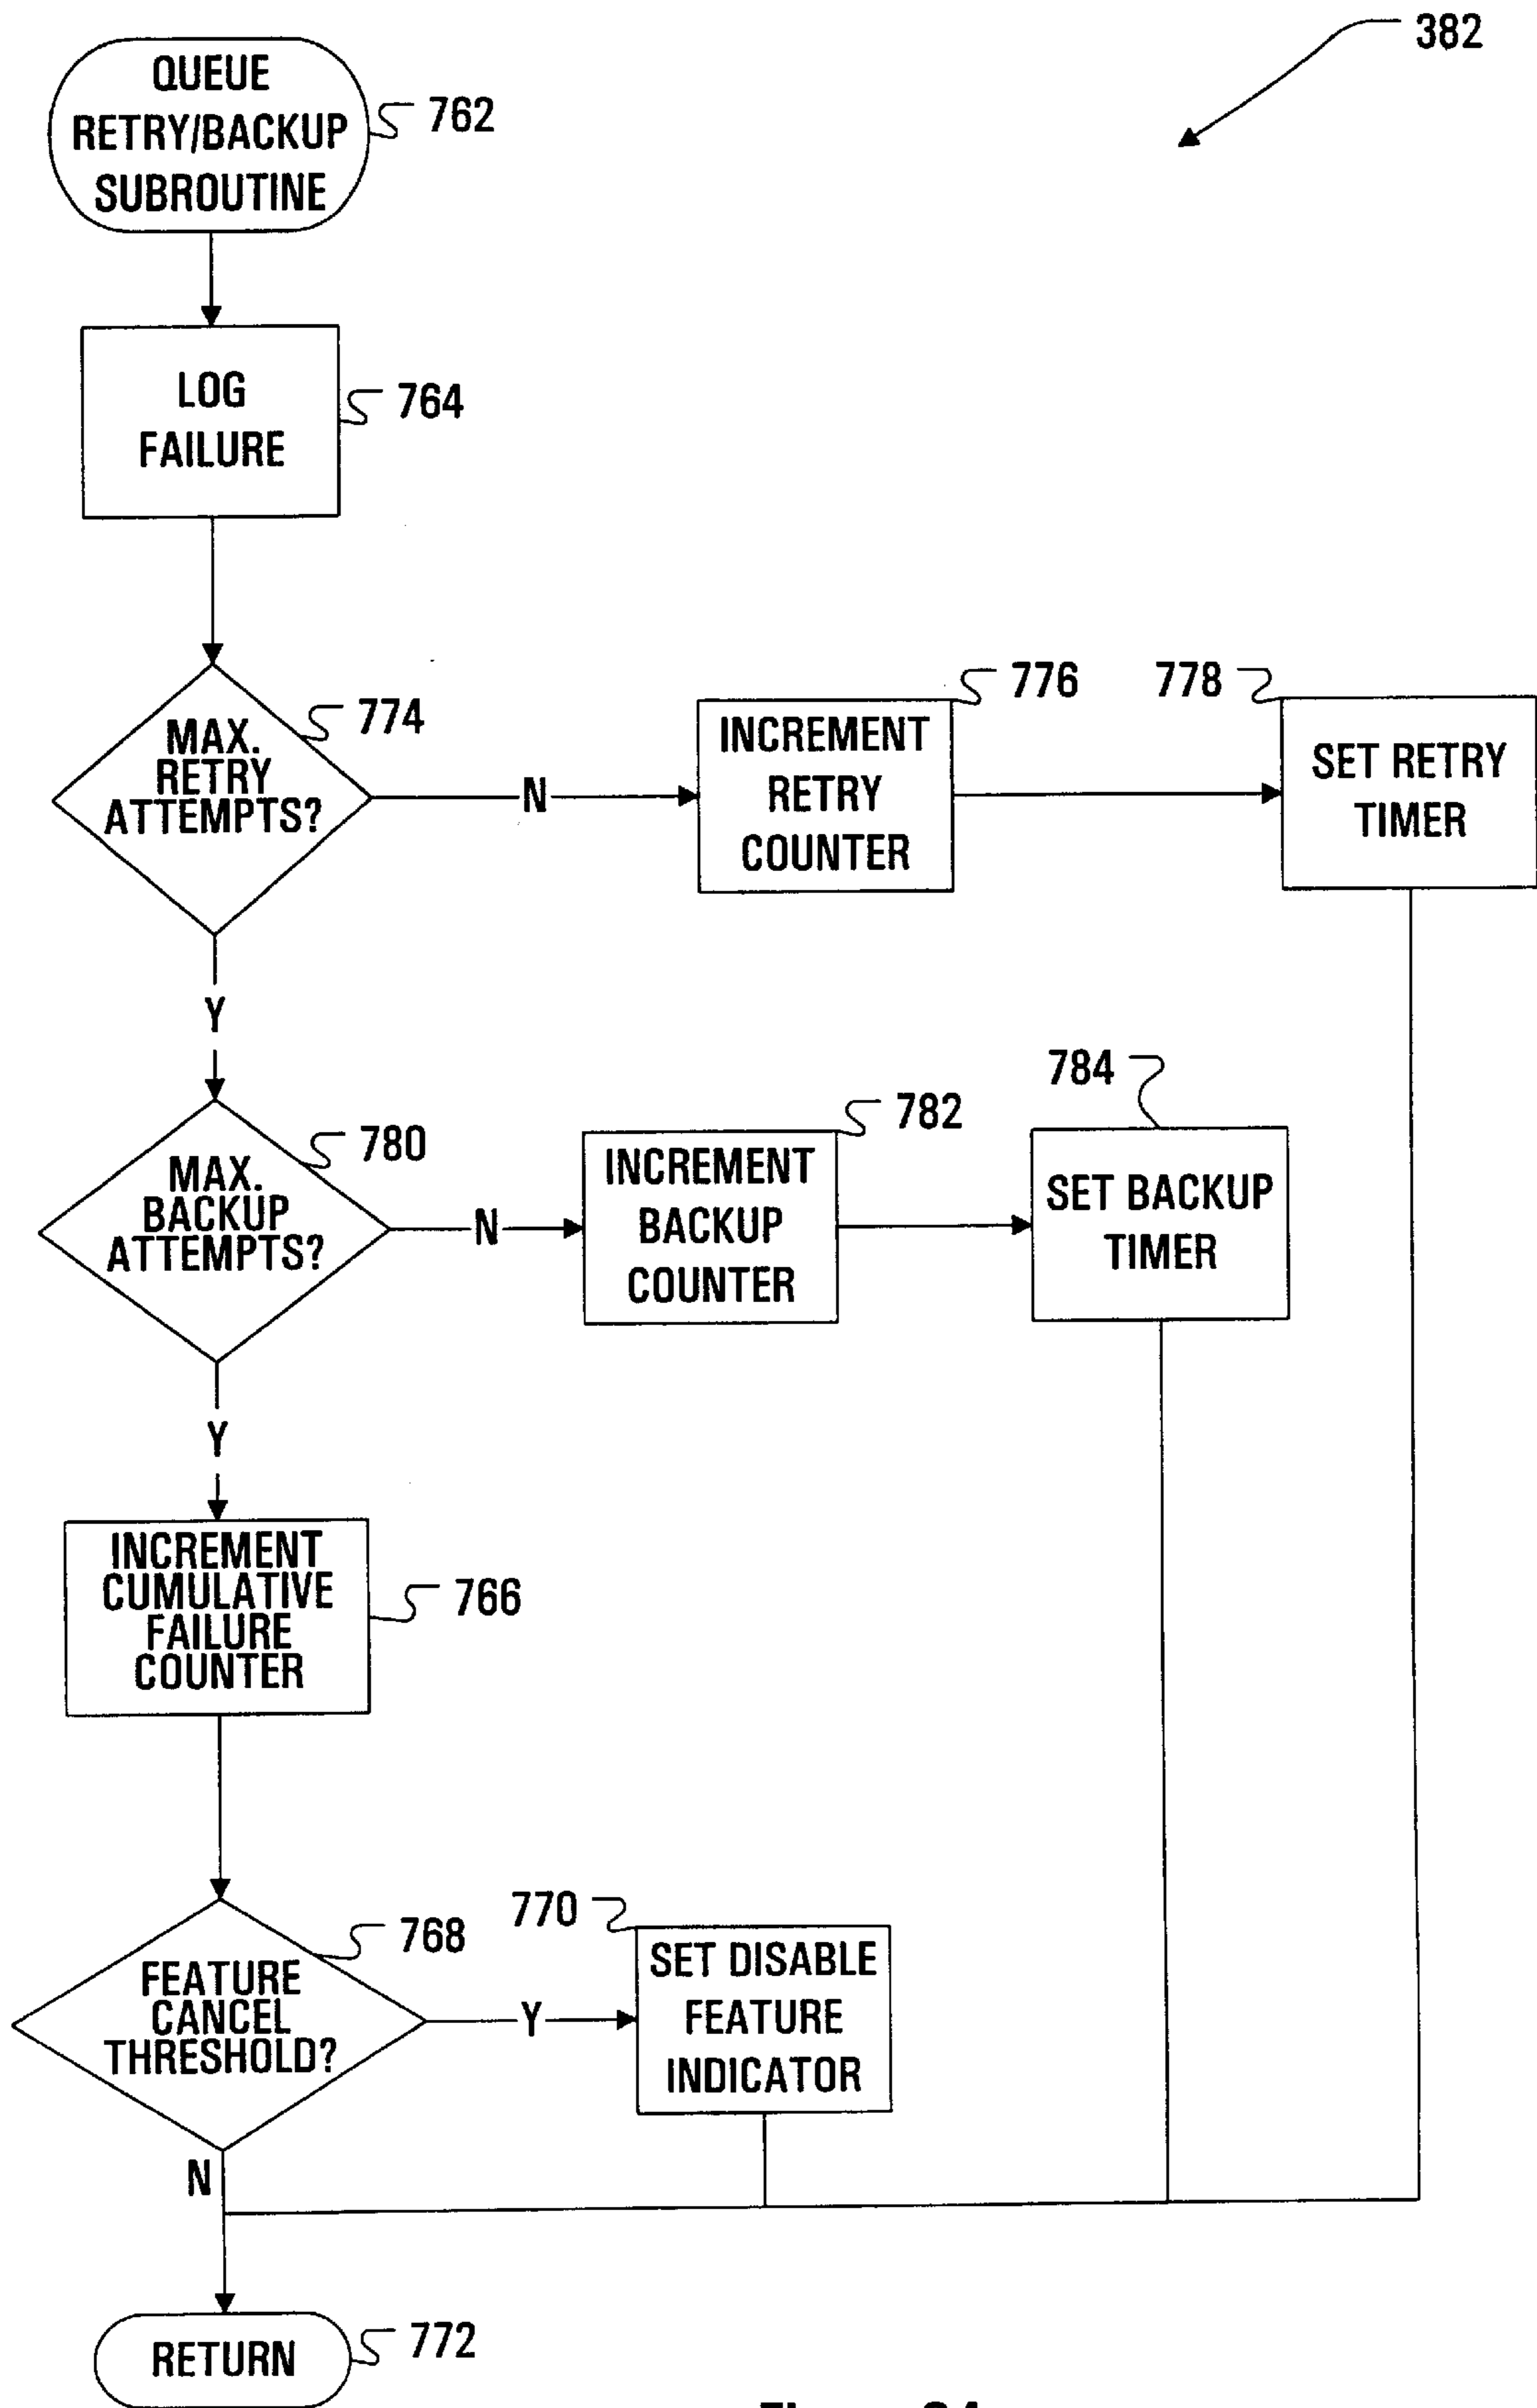 382
QUEUE
RETRY/BACKUP
SUBROUTINE
762
LOG
FAILURE
764
MAX.
RETRY
ATTEMPTS?
774
N
INCREMENT
RETRY
COUNTER
776
778
SET RETRY
TIMER
Y
MAX.
BACKUP
ATTEMPTS?
780
N
INCREMENT
BACKUP
COUNTER
782
784
SET BACKUP
TIMER
Y
INCREMENT
CUMULATIVE
FAILURE
COUNTER
766
FEATURE
CANCEL
THRESHOLD?
768
Y
770
SET DISABLE
FEATURE
INDICATOR
N
RETURN
772